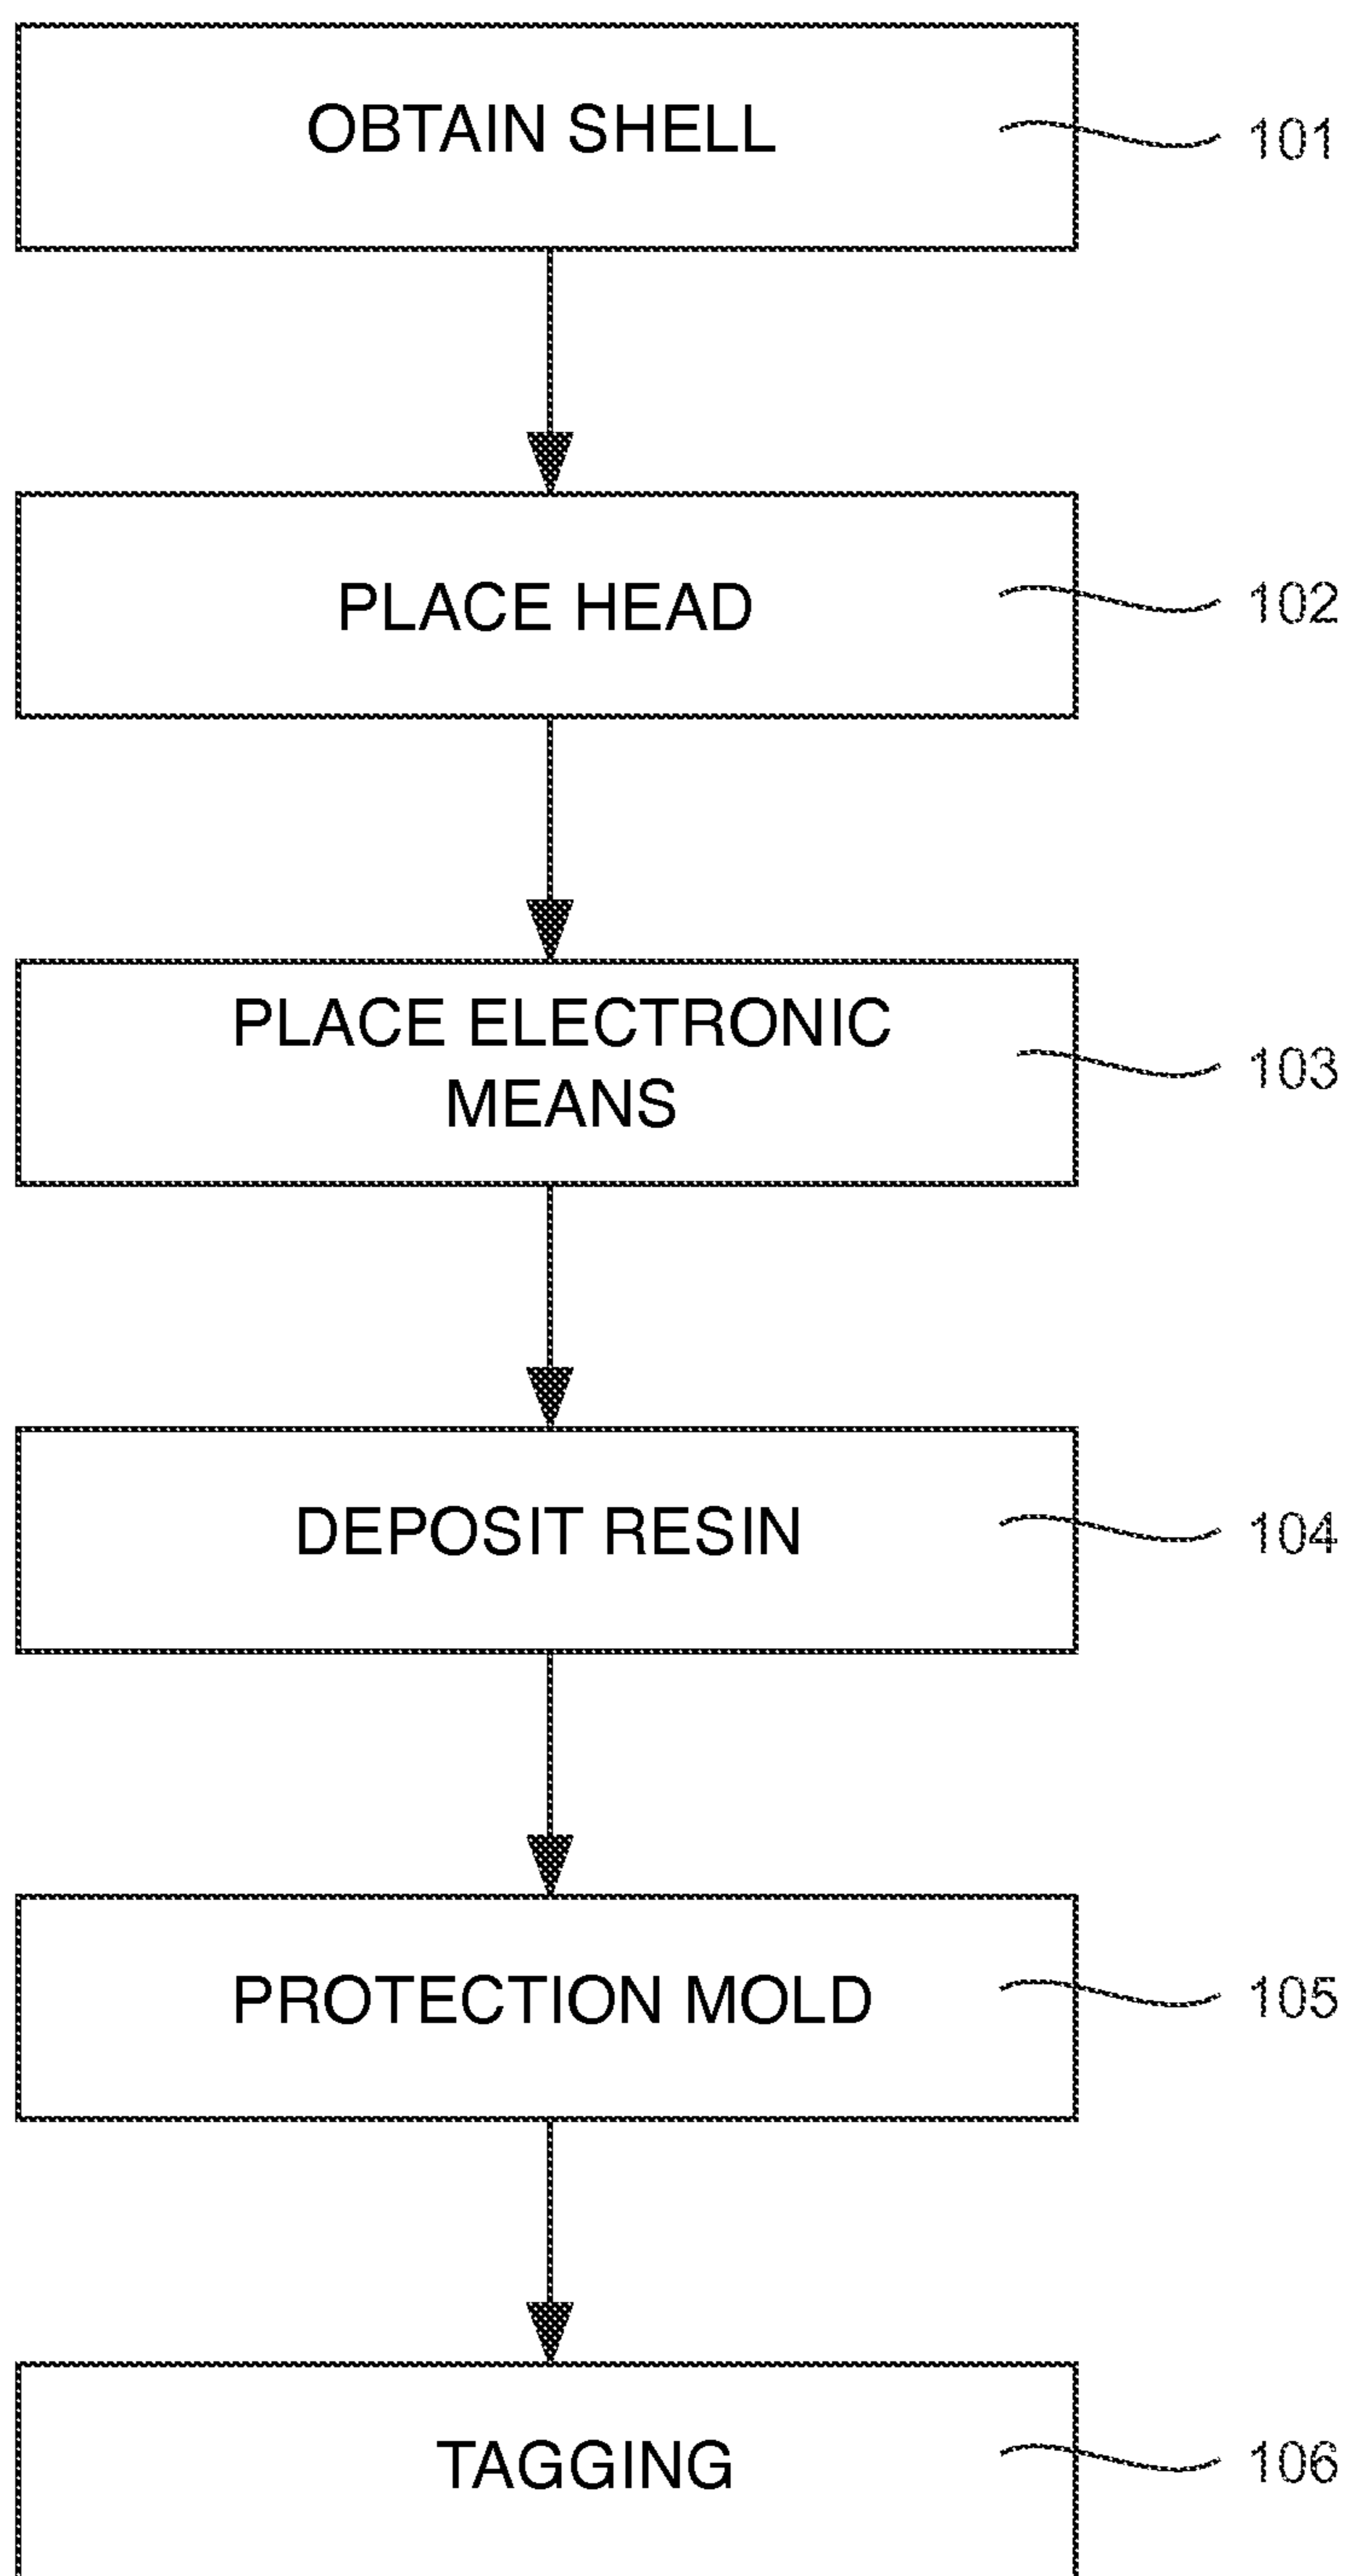 OBTAIN SHELL
101
PLACE HEAD
102
PLACE ELECTRONIC
MEANS
103
DEPOSIT RESIN
104
PROTECTION MOLD
105
TAGGING
106